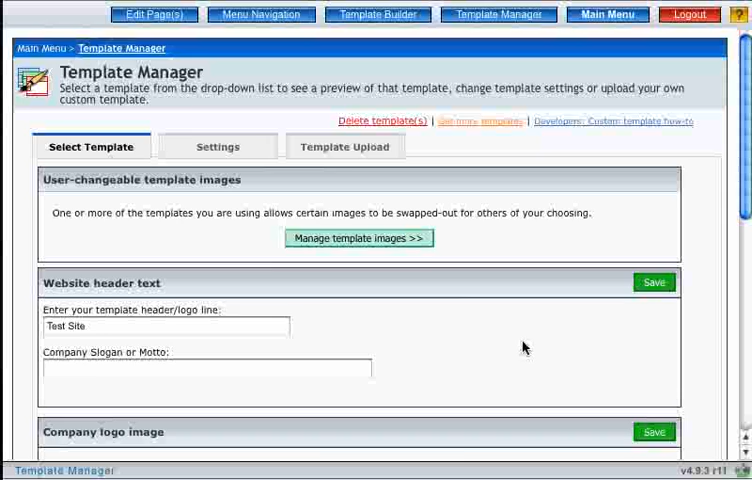 Edit Page(s) Menu Navigation Template Builder Template Manager Main Menu Logout ?
Main Menu > Template Manager
Template Manager
Select a template from the drop-down list to see a preview of that template, change template settings or upload your own
custom template.
Delete template(s) | Get more templates | Developers: Custom template how-to
Select Template Settings Template Upload
User-changeable template images
One or more of the templates you are using allows certain images to be swapped-out for others of your choosing.
Manage template images >>
Website header text Save
Enter your template header/logo line:
Test Site
Company Slogan or Motto:
Company logo image Save
Template Manager v4.9.3 r11